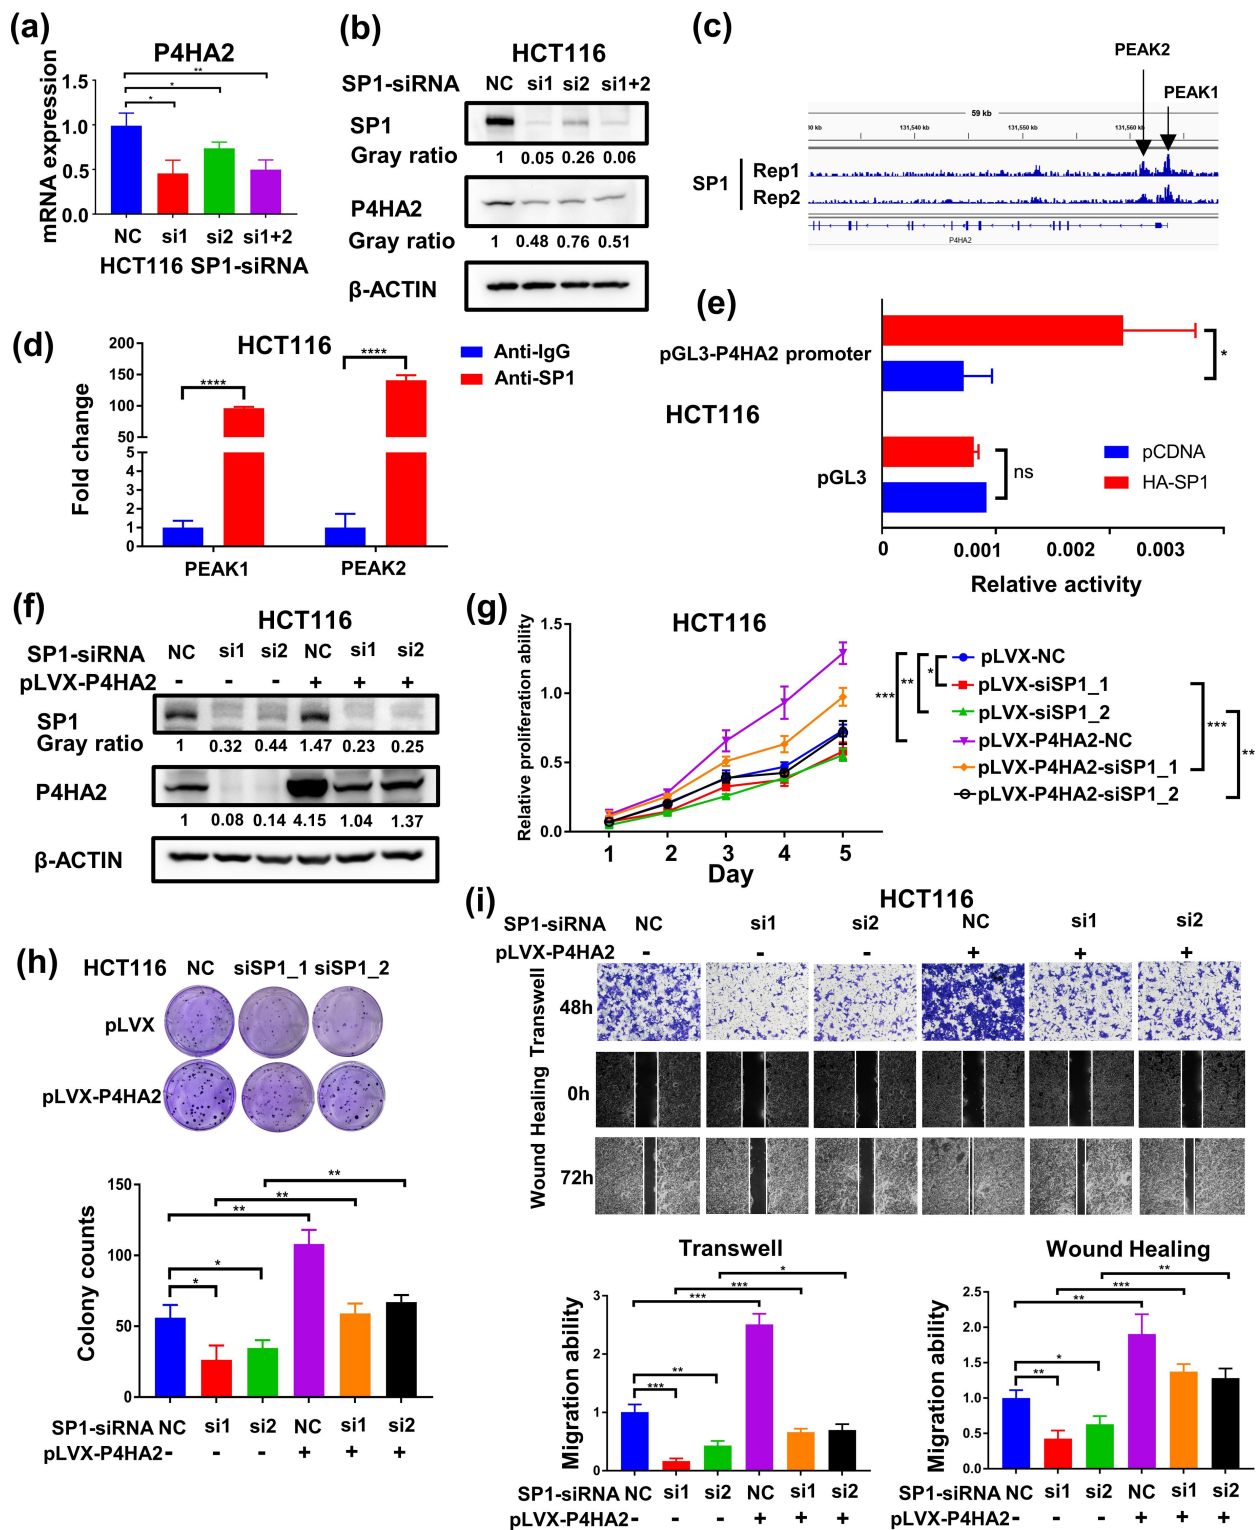 (a)
P4HA2
mRNA expression
1.5
1.0
0.5
0.0
**
*
*
NC si1 si2 si1+2
HCT116 SP1-siRNA
(b)
HCT116
SP1-siRNA NC si1 si2 si1+2
SP1
Gray ratio 1 0.05 0.26 0.06
P4HA2
Gray ratio 1 0.48 0.76 0.51
β-ACTIN
(c)
PEAK2
PEAK1
59 kb
00 kb 131,540 kb 131,550 kb 131,560 kb
SP1
Rep1
Rep2
P4HA2
(d)
HCT116
Fold change
200
150
100
50
5
4
3
2
1
0
****
****
PEAK1 PEAK2
Anti-IgG
Anti-SP1
(e)
pGL3-P4HA2 promoter
*
HCT116
pGL3
ns
pCDNA
HA-SP1
0 0.001 0.002 0.003
Relative activity
(f)
HCT116
SP1-siRNA NC si1 si2 NC si1 si2
pLVX-P4HA2 - - - + + +
SP1
Gray ratio 1 0.32 0.44 1.47 0.23 0.25
P4HA2
1 0.08 0.14 4.15 1.04 1.37
β-ACTIN
(g)
HCT116
Relative proliferation ability
1.5
1.0
0.5
0.0
1 2 3 4 5
Day
*** ** *
pLVX-NC
pLVX-siSP1_1
pLVX-siSP1_2
pLVX-P4HA2-NC
pLVX-P4HA2-siSP1_1
pLVX-P4HA2-siSP1_2
*** **
(h)
HCT116 NC siSP1_1 siSP1_2
pLVX
pLVX-P4HA2
Colony counts
150
100
50
0
**
**
**
*
*
SP1-siRNA NC si1 si2 NC si1 si2
pLVX-P4HA2 - - - + + +
(i)
HCT116
SP1-siRNA NC si1 si2 NC si1 si2
pLVX-P4HA2 - - - + + +
Transwell
48h
Wound Healing
0h
72h
Transwell
Migration ability
3
2
1
0
*
***
***
**
***
SP1-siRNA NC si1 si2 NC si1 si2
pLVX-P4HA2 - - - + + +
Wound Healing
Migration ability
2.5
2.0
1.5
1.0
0.5
0.0
**
***
**
*
**
SP1-siRNA NC si1 si2 NC si1 si2
pLVX-P4HA2 - - - + + +